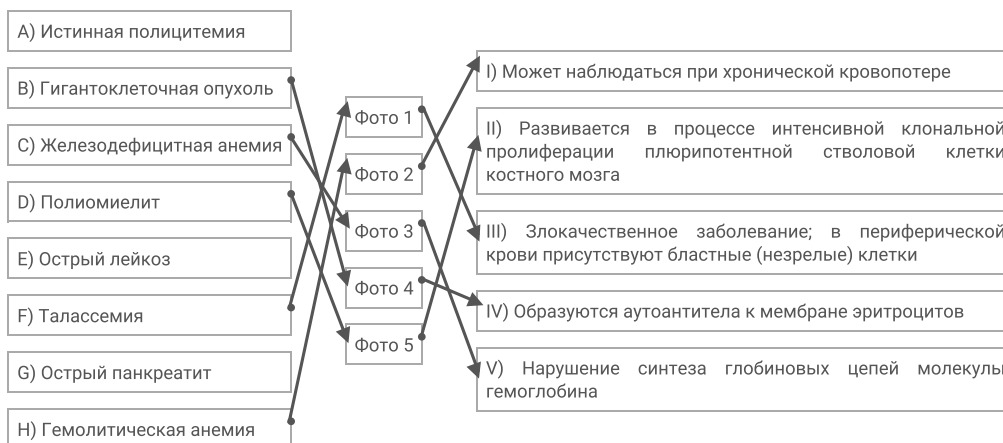 A) Истинная полицитемия
B) Гигантоклеточная опухоль
C) Железодефицитная анемия
D) Полиомиелит
E) Острый лейкоз
F) Талассемия
G) Острый панкреатит
H) Гемолитическая анемия
Фото 1
Фото 2
Фото 3
Фото 4
Фото 5
I) Может наблюдаться при хронической кровопотере
II) Развивается в процессе интенсивной клональной
пролиферации плюрипотентной стволовой клетки
костного мозга
III) Злокачественное заболевание; в периферической
крови присутствуют бластные (незрелые) клетки
IV) Образуются аутоантитела к мембране эритроцитов
V) Нарушение синтеза глобиновых цепей молекулы
гемоглобина